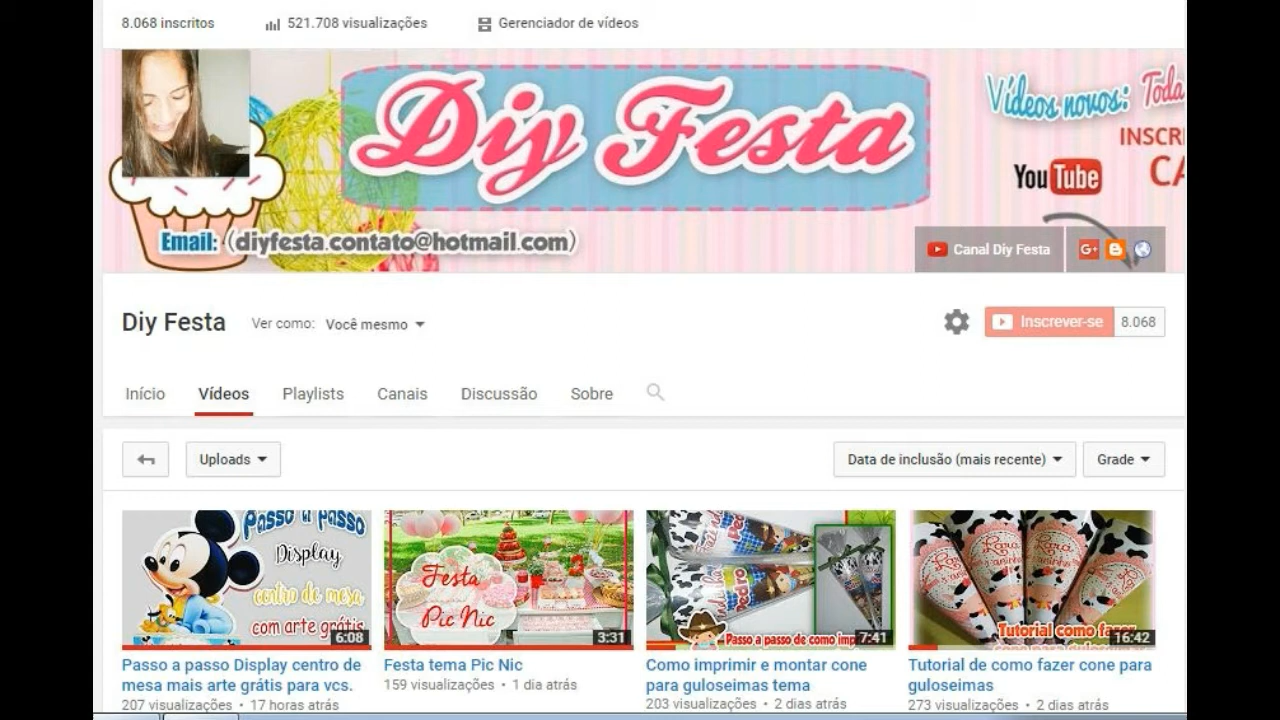 8.068 inscritos 521.708 visualizações Gerenciador de vídeos
Diy Festa
Vídeos novos: Toda
INSCR
You Tube CA
Email: (diyfesta.contato@hotmail.com)
Canal Diy Festa G+
Diy Festa Ver como: Você mesmo Inscrever-se 8.068
Início Vídeos Playlists Canais Discussão Sobre
Uploads Data de inclusão (mais recente) Grade
Passo a passo
Display
centro de mesa
com arte grátis
6:08
Festa
Pic Nic
3:31
Pedro
Passo a passo de como imp
7:41
Lara
Tutorial como fazer
16:42
Passo a passo Display centro de
mesa mais arte grátis para vcs.
207 visualizações • 17 horas atrás
Festa tema Pic Nic
159 visualizações • 1 dia atrás
Como imprimir e montar cone
para guloseimas tema
203 visualizações • 2 dias atrás
Tutorial de como fazer cone para
guloseimas
273 visualizações • 2 dias atrás